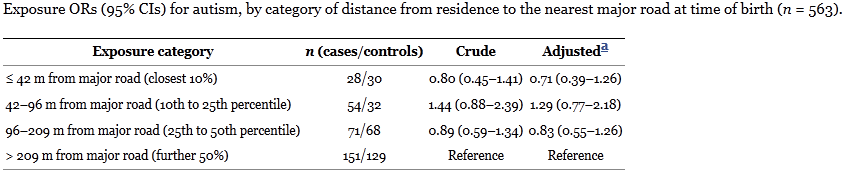 Exposure ORs (95% CIs) for autism, by category of distance from residence to the nearest major road at time of birth (n = 563).
Exposure category n (cases/controls) Crude Adjusteda
≤ 42 m from major road (closest 10%) 28/30 0.80 (0.45–1.41) 0.71 (0.39–1.26)
42–96 m from major road (10th to 25th percentile) 54/32 1.44 (0.88–2.39) 1.29 (0.77–2.18)
96–209 m from major road (25th to 50th percentile) 71/68 0.89 (0.59–1.34) 0.83 (0.55–1.26)
> 209 m from major road (further 50%) 151/129 Reference Reference